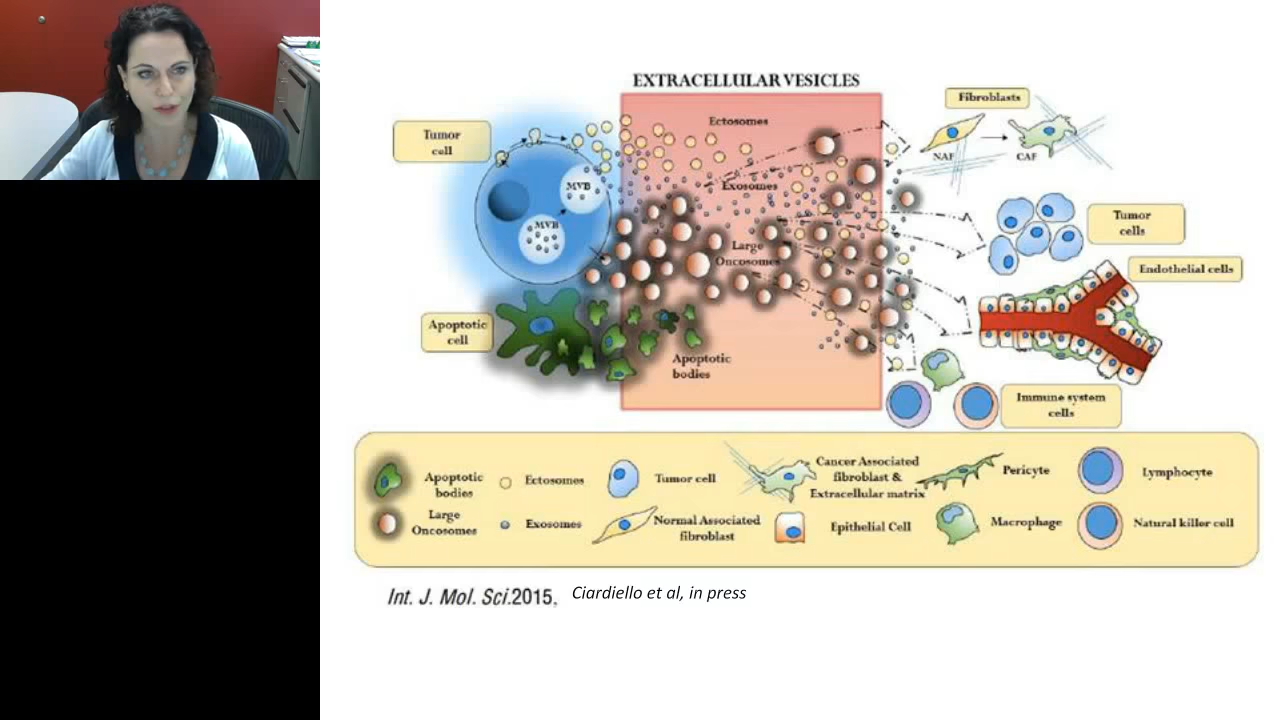 EXTRACELLULAR VESICLES
Tumor
cell
MVB
MVB
Ectosomes
Exosomes
Large
Oncosomes
Apoptotic
cell
Apoptotic
bodies
Fibroblasts
NAF
CAF
Tumor
cells
Endothelial cells
Immune system
cells
Apoptotic
bodies
Ectosomes
Tumor cell
Cancer Associated
fibroblast &
Extracellular matrix
Pericyte
Lymphocyte
Large
Oncosomes
Exosomes
Normal Associated
fibroblast
Epithelial Cell
Macrophage
Natural killer cell
Int. J. Mol. Sci.2015, Ciardiello et al, in press